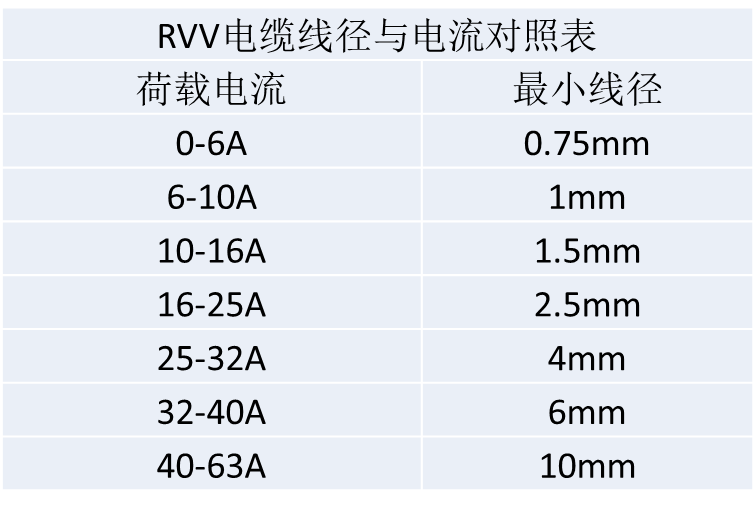 RVV电缆线径与电流对照表
荷载电流 最小线径
0-6A 0.75mm
6-10A 1mm
10-16A 1.5mm
16-25A 2.5mm
25-32A 4mm
32-40A 6mm
40-63A 10mm